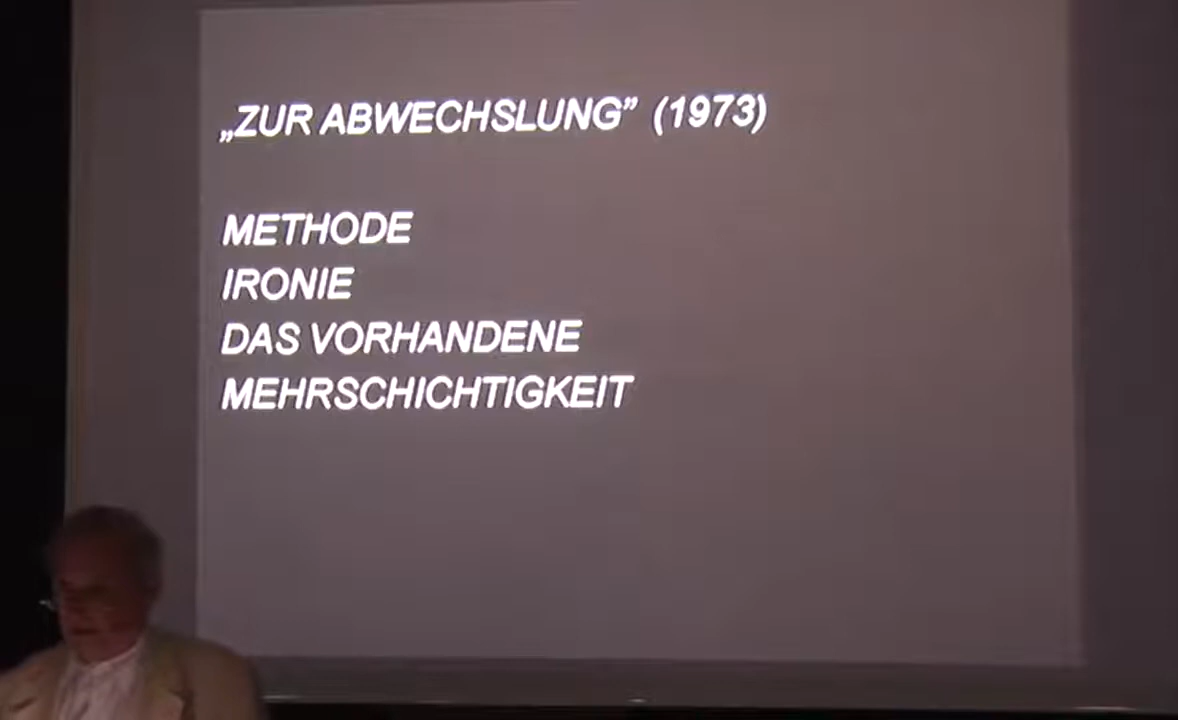 „ZUR ABWECHSLUNG” (1973)
METHODE
IRONIE
DAS VORHANDENE
MEHRSCHICHTIGKEIT